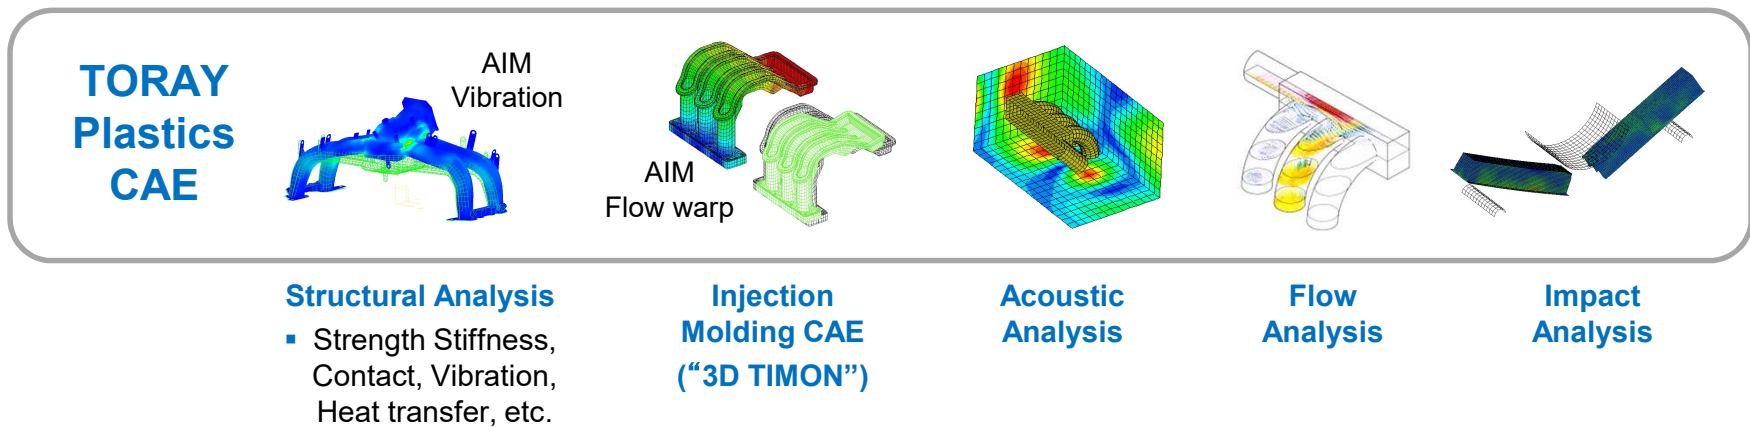 TORAY
Plastics
CAE
AIM
Vibration
AIM
Flow warp
Structural Analysis
▪ Strength Stiffness,
Contact, Vibration,
Heat transfer, etc.
Injection
Molding CAE
(“3D TIMON”)
Acoustic
Analysis
Flow
Analysis
Impact
Analysis